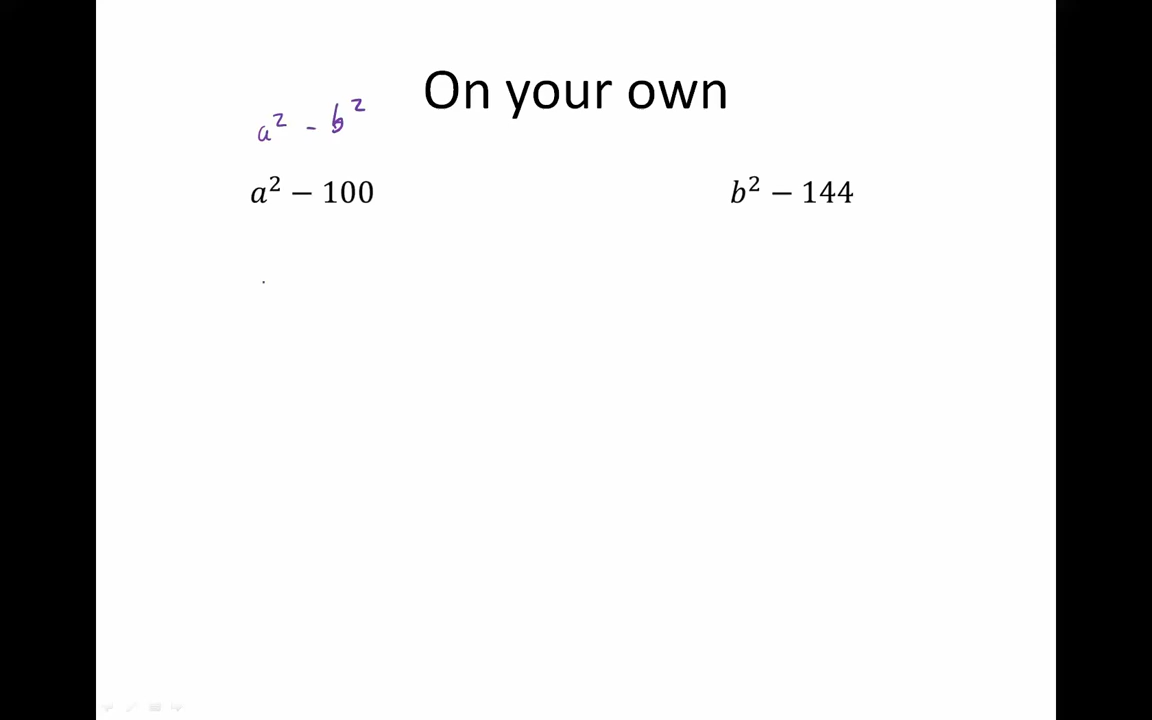 On your own
a² - b²
a² − 100
b² − 144